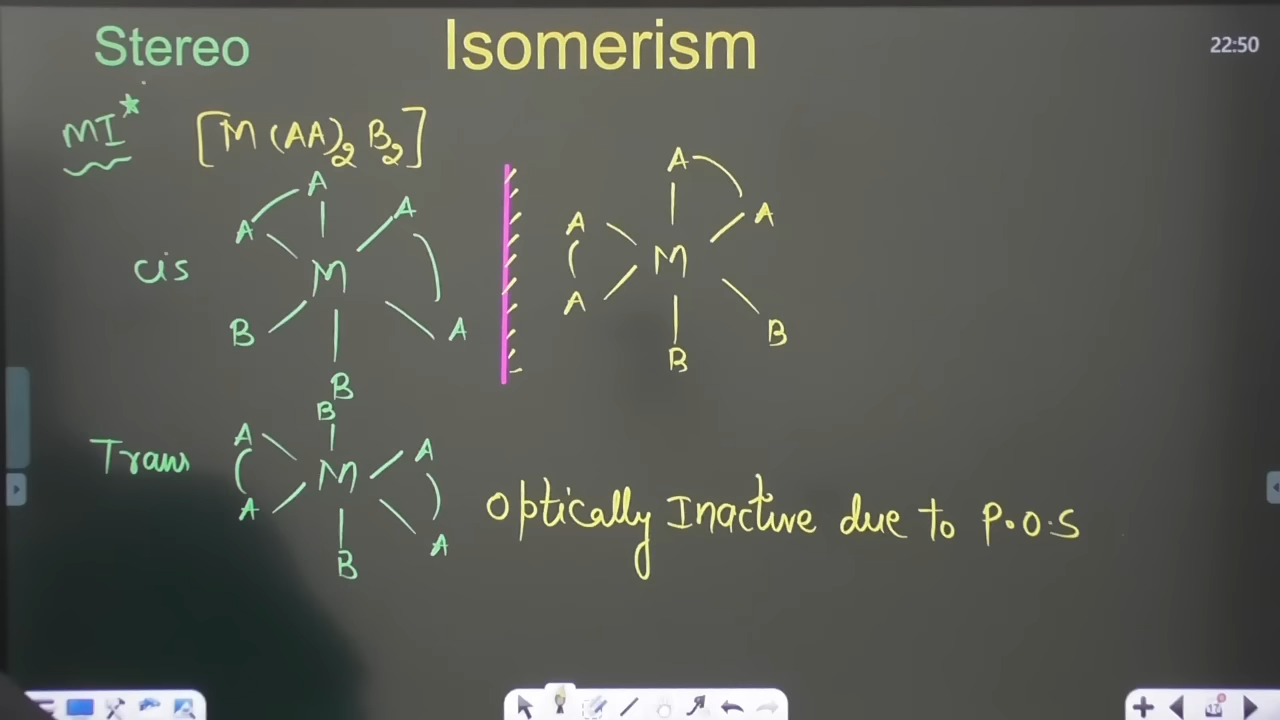 Stereo Isomerism
22:50
MI* [M(AA)₂B₂]
A
A A
cis M
B A
B
A
A A
M
A B
B
B
A A
Trans M
A A
B
Optically Inactive due to P.O.S